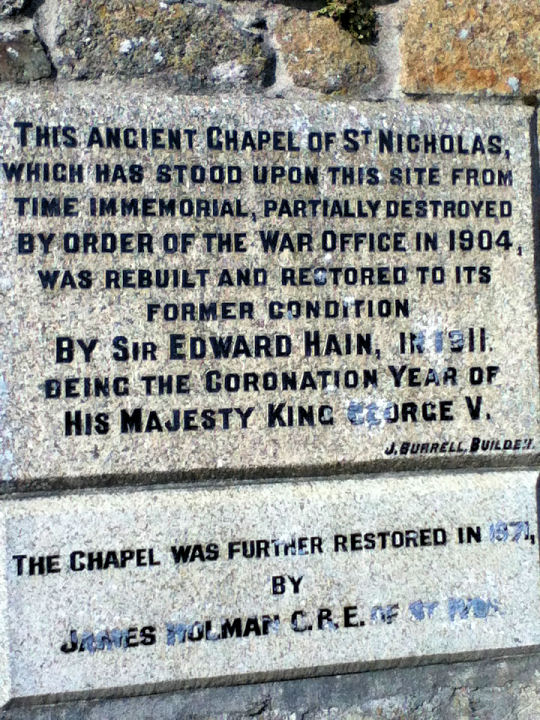 THIS ANCIENT CHAPEL OF ST NICHOLAS,
WHICH HAS STOOD UPON THIS SITE FROM
TIME IMMEMORIAL, PARTIALLY DESTROYED
BY ORDER OF THE WAR OFFICE IN 1904,
WAS REBUILT AND RESTORED TO ITS
FORMER CONDITION
BY SIR EDWARD HAIN, IN 1911.
BEING THE CORONATION YEAR OF
HIS MAJESTY KING GEORGE V.
J. BURRELL, BUILDER.
THE CHAPEL WAS FURTHER RESTORED IN 1971,
BY
JAMES HOLMAN C.B.E. OF ST IVES